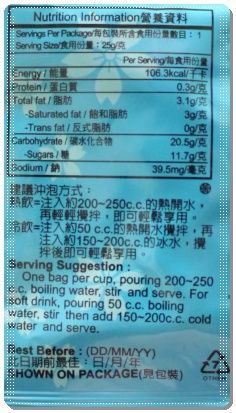 Nutrition Information營養資料
Servings Per Package/每包裝所含食用份量數目：1
Serving Size/食用份量：25g/克
Per Serving/每食用份量
Energy / 能量 106.3kcal/千卡
Protein / 蛋白質 0.3g/克
Total fat / 脂肪 3.1g/克
-Saturated fat / 飽和脂肪 3g/克
-Trans fat / 反式脂肪 0g/克
Carbohydrate / 碳水化合物 20.5g/克
-Sugars / 糖 11.7g/克
Sodium / 鈉 39.5mg/毫克
建議沖泡方式：
熱飲=注入約200~250c.c.的熱開水，
再輕輕攪拌，即可輕鬆享用。
冷飲=注入約50 c.c.的熱開水攪拌，再
注入約150~200c.c.的冰水，攪
拌後即可輕鬆享用。
Serving Suggestion :
One bag per cup, pouring 200~250
c.c. boiling water, stir and serve. For
soft drink, pouring 50 c.c. boiling
water, stir then add 150~200c.c. cold
water and serve.
Best Before : (DD/MM/YY)
此日期前最佳：日/月/年
SHOWN ON PACKAGE(見包裝)
7
OTHER